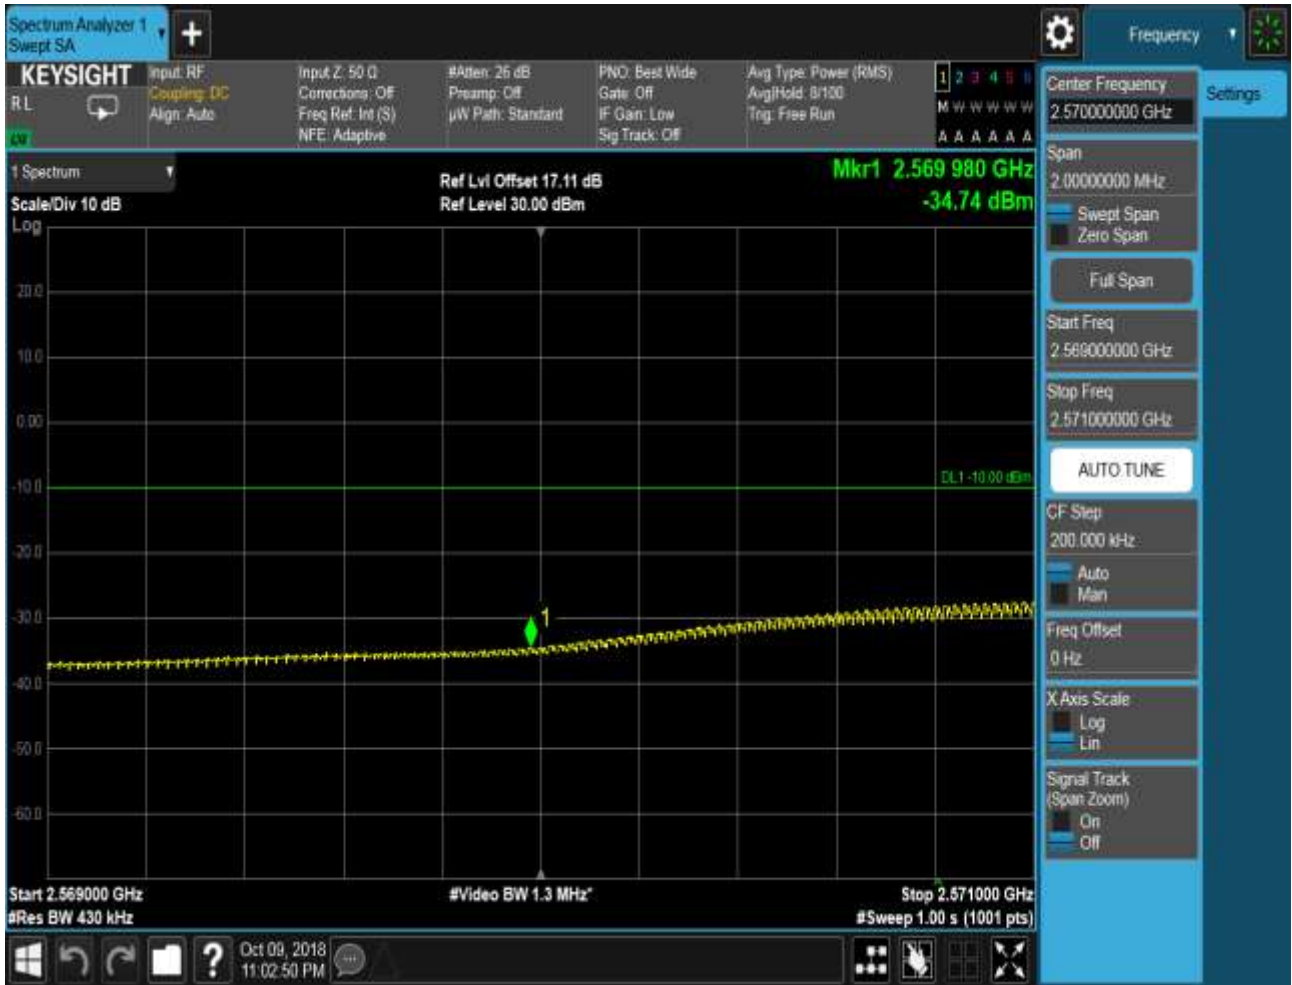 Spectrum Analyzer 1
Swept SA
Frequency
KEYSIGHT
R L
Input: RF
Coupling: DC
Align: Auto
Input Z: 50 Ω
Corrections: Off
Freq Ref: Int (S)
NFE: Adaptive
#Atten: 26 dB
Preamp: Off
µW Path: Standard
PNO: Best Wide
Gate: Off
IF Gain: Low
Sig Track: Off
Avg Type: Power (RMS)
Avg|Hold: 8/100
Trig: Free Run
1 2 3 4 5 6
M W W W W W
A A A A A A
1 Spectrum
Scale/Div 10 dB
Log
Ref Lvl Offset 17.11 dB
Ref Level 30.00 dBm
Mkr1 2.569 980 GHz
-34.74 dBm
20.0
10.0
0.00
-10.0
-20.0
-30.0
-40.0
-50.0
-60.0
DL1 -10.00 dBm
1
Start 2.569000 GHz
#Res BW 430 kHz
#Video BW 1.3 MHz*
Stop 2.571000 GHz
#Sweep 1.00 s (1001 pts)
Center Frequency
2.570000000 GHz
Settings
Span
2.00000000 MHz
Swept Span
Zero Span
Full Span
Start Freq
2.569000000 GHz
Stop Freq
2.571000000 GHz
AUTO TUNE
CF Step
200.000 kHz
Auto
Man
Freq Offset
0 Hz
X Axis Scale
Log
Lin
Signal Track
(Span Zoom)
On
Off
?
Oct 09, 2018
11:02:50 PM